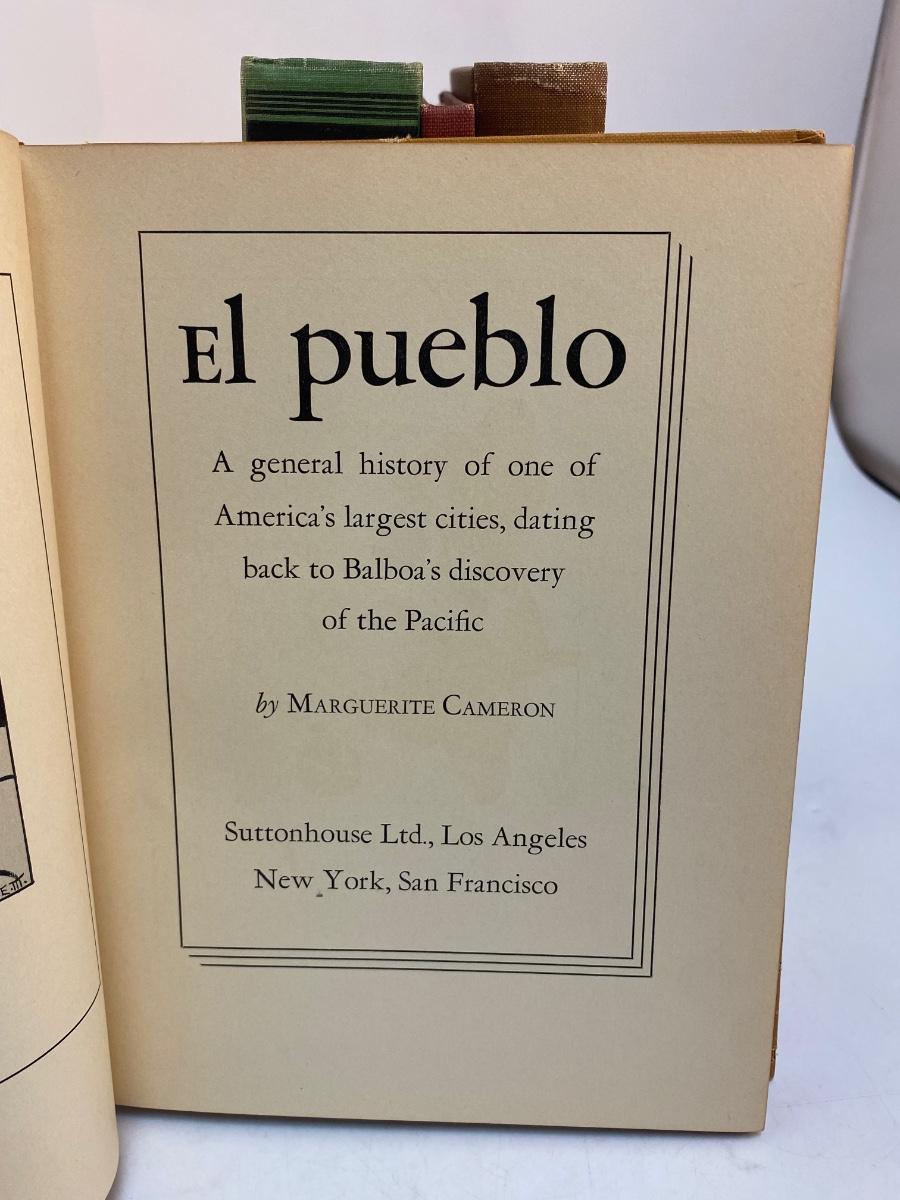 El pueblo
A general history of one of
America's largest cities, dating
back to Balboa's discovery
of the Pacific
by MARGUERITE CAMERON
Suttonhouse Ltd., Los Angeles
New York, San Francisco
E.M.